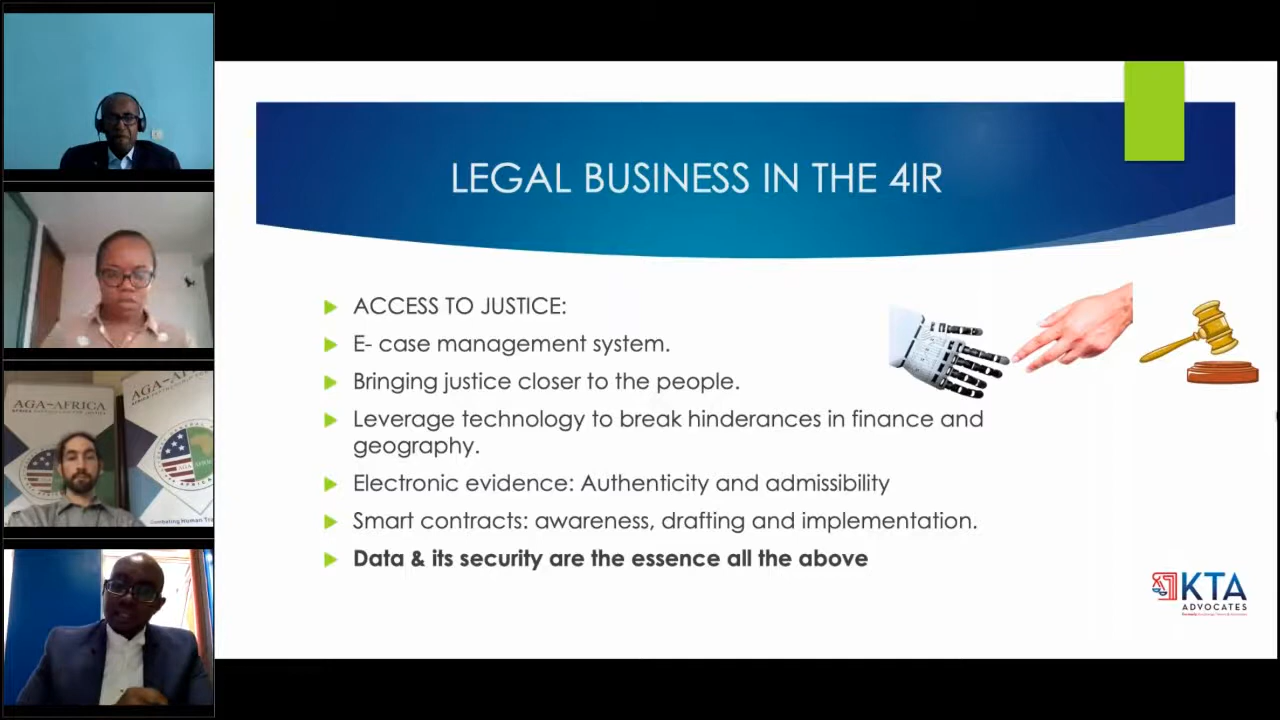 LEGAL BUSINESS IN THE 4IR
ACCESS TO JUSTICE:
E- case management system.
Bringing justice closer to the people.
Leverage technology to break hinderances in finance and
geography.
Electronic evidence: Authenticity and admissibility
Smart contracts: awareness, drafting and implementation.
Data & its security are the essence all the above
KTA
ADVOCATES
AGA-AFRICA